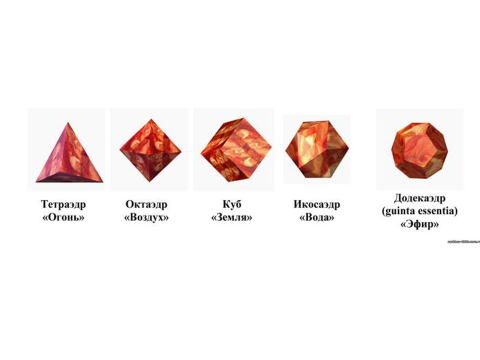 Тетраэдр
«Огонь»
Октаэдр
«Воздух»
Куб
«Земля»
Икосаэдр
«Вода»
Додекаэдр
(guinta essentia)
«Эфир»